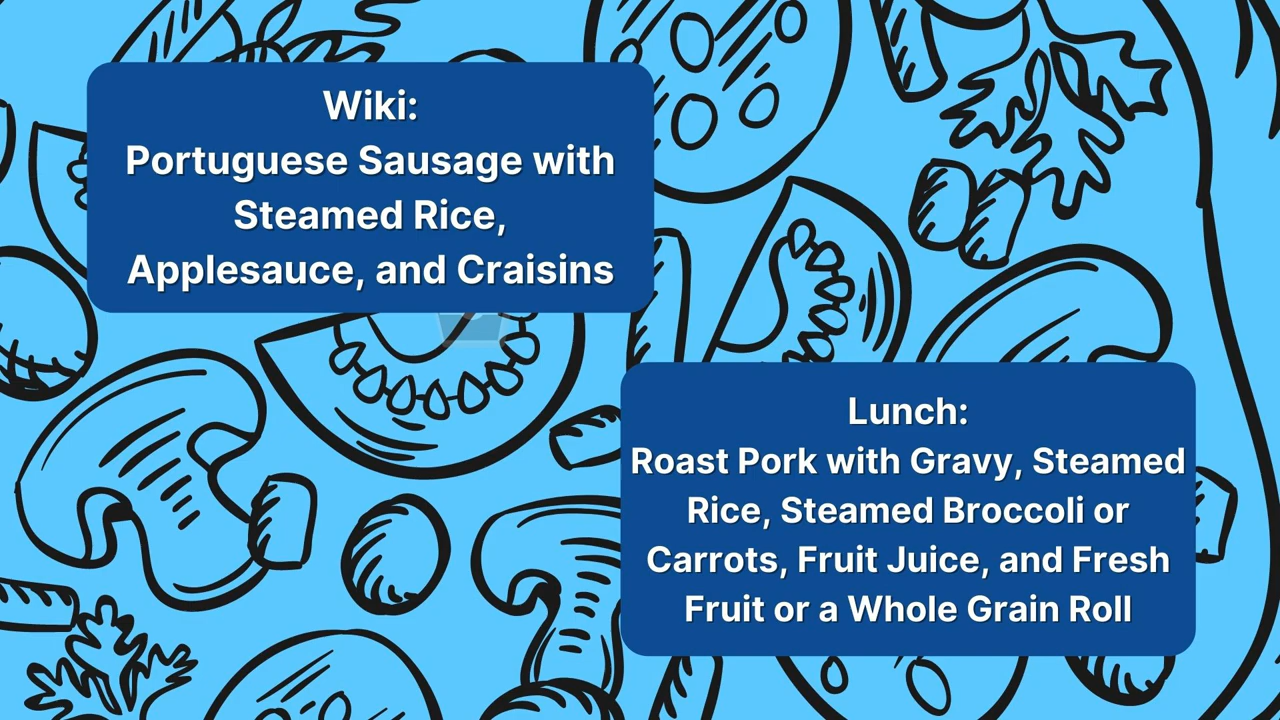 Wiki:
Portuguese Sausage with
Steamed Rice,
Applesauce, and Craisins
Lunch:
Roast Pork with Gravy, Steamed
Rice, Steamed Broccoli or
Carrots, Fruit Juice, and Fresh
Fruit or a Whole Grain Roll